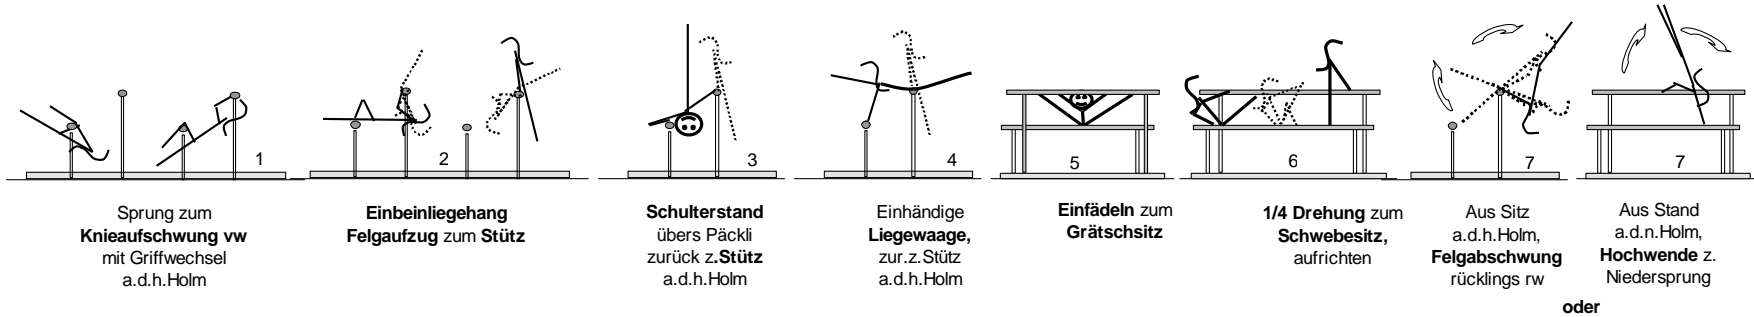 1
Sprung zum
Knieaufschwung vw
mit Griffwechsel
a.d.h.Holm
2
Einbeinliegehang
Felgaufzug zum Stütz
3
Schulterstand
übers Päckli
zurück z.Stütz
a.d.h.Holm
4
Einhändige
Liegewaage,
zur.z.Stütz
a.d.h.Holm
5
Einfädeln zum
Grätschsitz
6
1/4 Drehung zum
Schwebesitz,
aufrichten
7
Aus Sitz
a.d.h.Holm,
Felgabschwung
rücklings rw
oder
7
Aus Stand
a.d.n.Holm,
Hochwende z.
Niedersprung